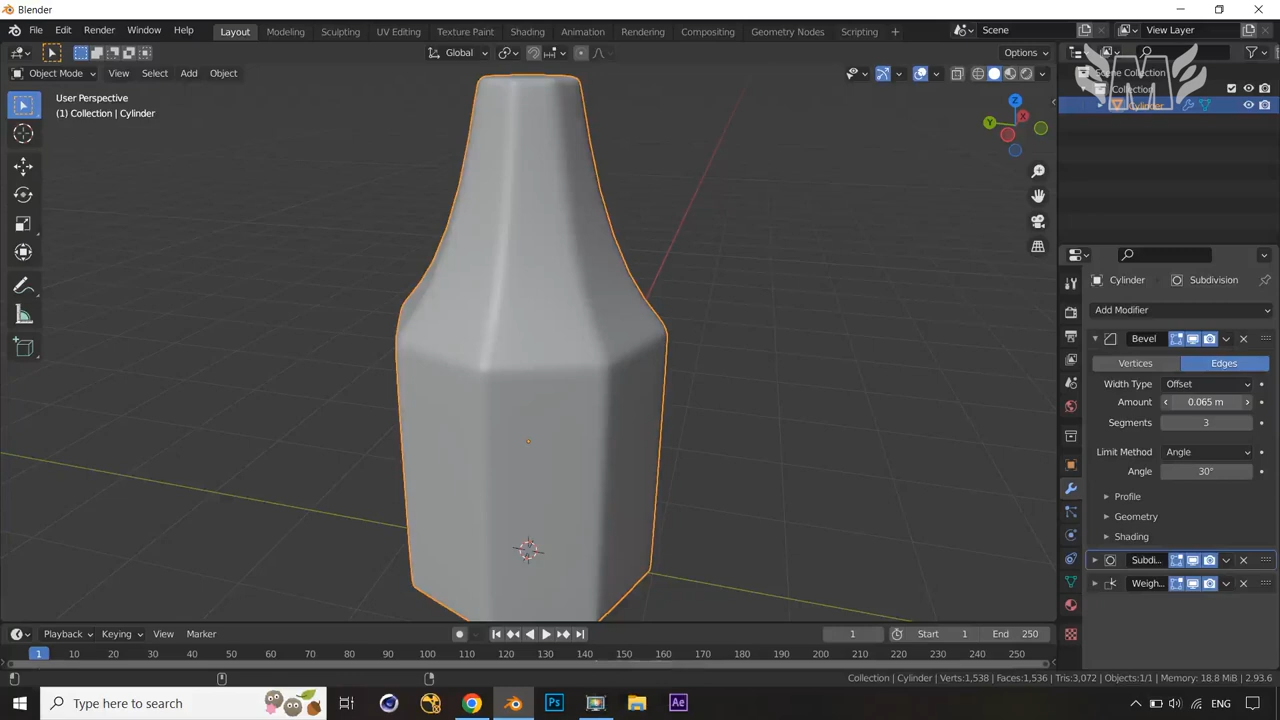 Blender
File Edit Render Window Help Layout Modeling Sculpting UV Editing Texture Paint Shading Animation Rendering Compositing Geometry Nodes Scripting + Scene View Layer
Global Options
Object Mode View Select Add Object
User Perspective
(1) Collection | Cylinder
Scene Collection
Collection
Cylinder
Z
Y
X
Cylinder Subdivision
Add Modifier
Bevel
Vertices Edges
Width Type Offset
Amount 0.065 m
Segments 3
Limit Method Angle
Angle 30°
Profile
Geometry
Shading
Subdi...
Weigh...
Playback Keying View Marker 1 Start 1 End 250
1 10 20 30 40 50 60 70 80 90 100 110 120 130 140 150 160 170 180 190 200 210 220 230 240 250
Collection | Cylinder | Verts:1,538 | Faces:1,536 | Tris:3,072 | Objects:1/1 | Memory: 18.8 MiB | 2.93.6
Type here to search Ps Ae ENG